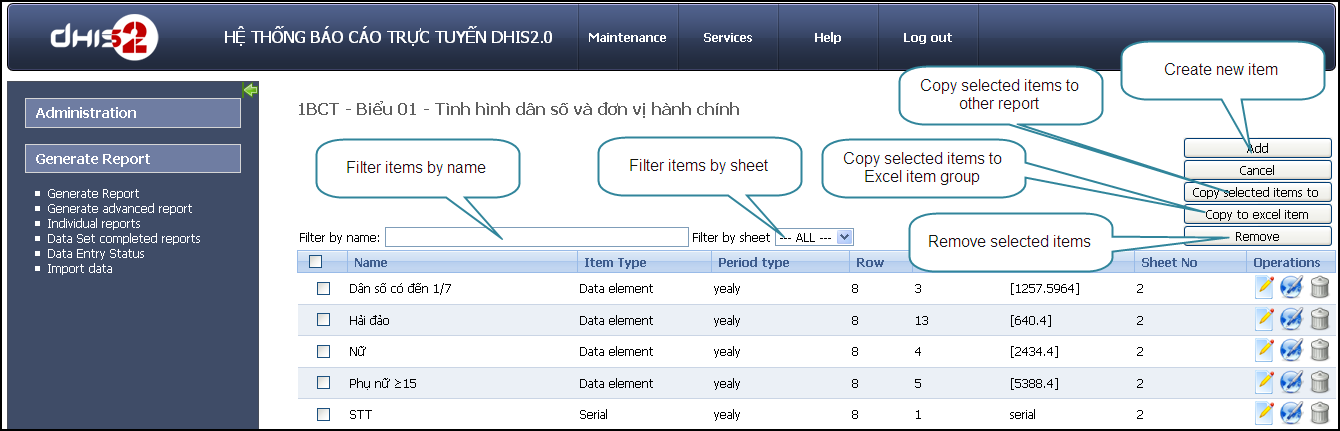 dhis2
HỆ THỐNG BÁO CÁO TRỰC TUYẾN DHIS2.0
Maintenance
Services
Help
Log out
Administration
Generate Report
Generate Report
Generate advanced report
Individual reports
Data Set completed reports
Data Entry Status
Import data
1BCT - Biểu 01 - Tình hình dân số và đơn vị hành chính
Copy selected items to
other report
Create new item
Filter items by name
Filter items by sheet
Copy selected items to
Excel item group
Remove selected items
Add
Cancel
Copy selected items to
Copy to excel item
Remove
Filter by name:
Filter by sheet
--- ALL ---
Name Item Type Period type Row Sheet No Operations
Dân số có đến 1/7 Data element yealy 8 3 [1257.5964] 2
Hải đảo Data element yealy 8 13 [640.4] 2
Nữ Data element yealy 8 4 [2434.4] 2
Phụ nữ ≥15 Data element yealy 8 5 [5388.4] 2
STT Serial yealy 8 1 serial 2